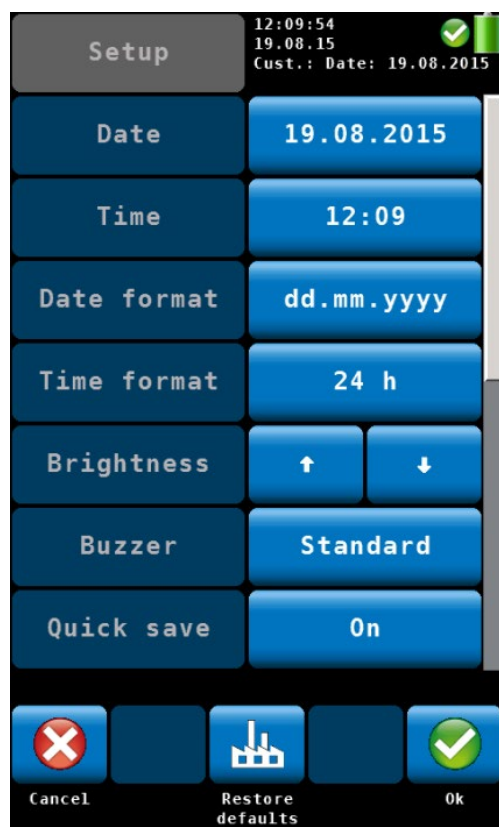 Setup
12:09:54
19.08.15
Cust.: Date: 19.08.2015
Date
19.08.2015
Time
12:09
Date format
dd.mm.yyyy
Time format
24 h
Brightness
Buzzer
Standard
Quick save
On
Cancel
Restore
defaults
Ok